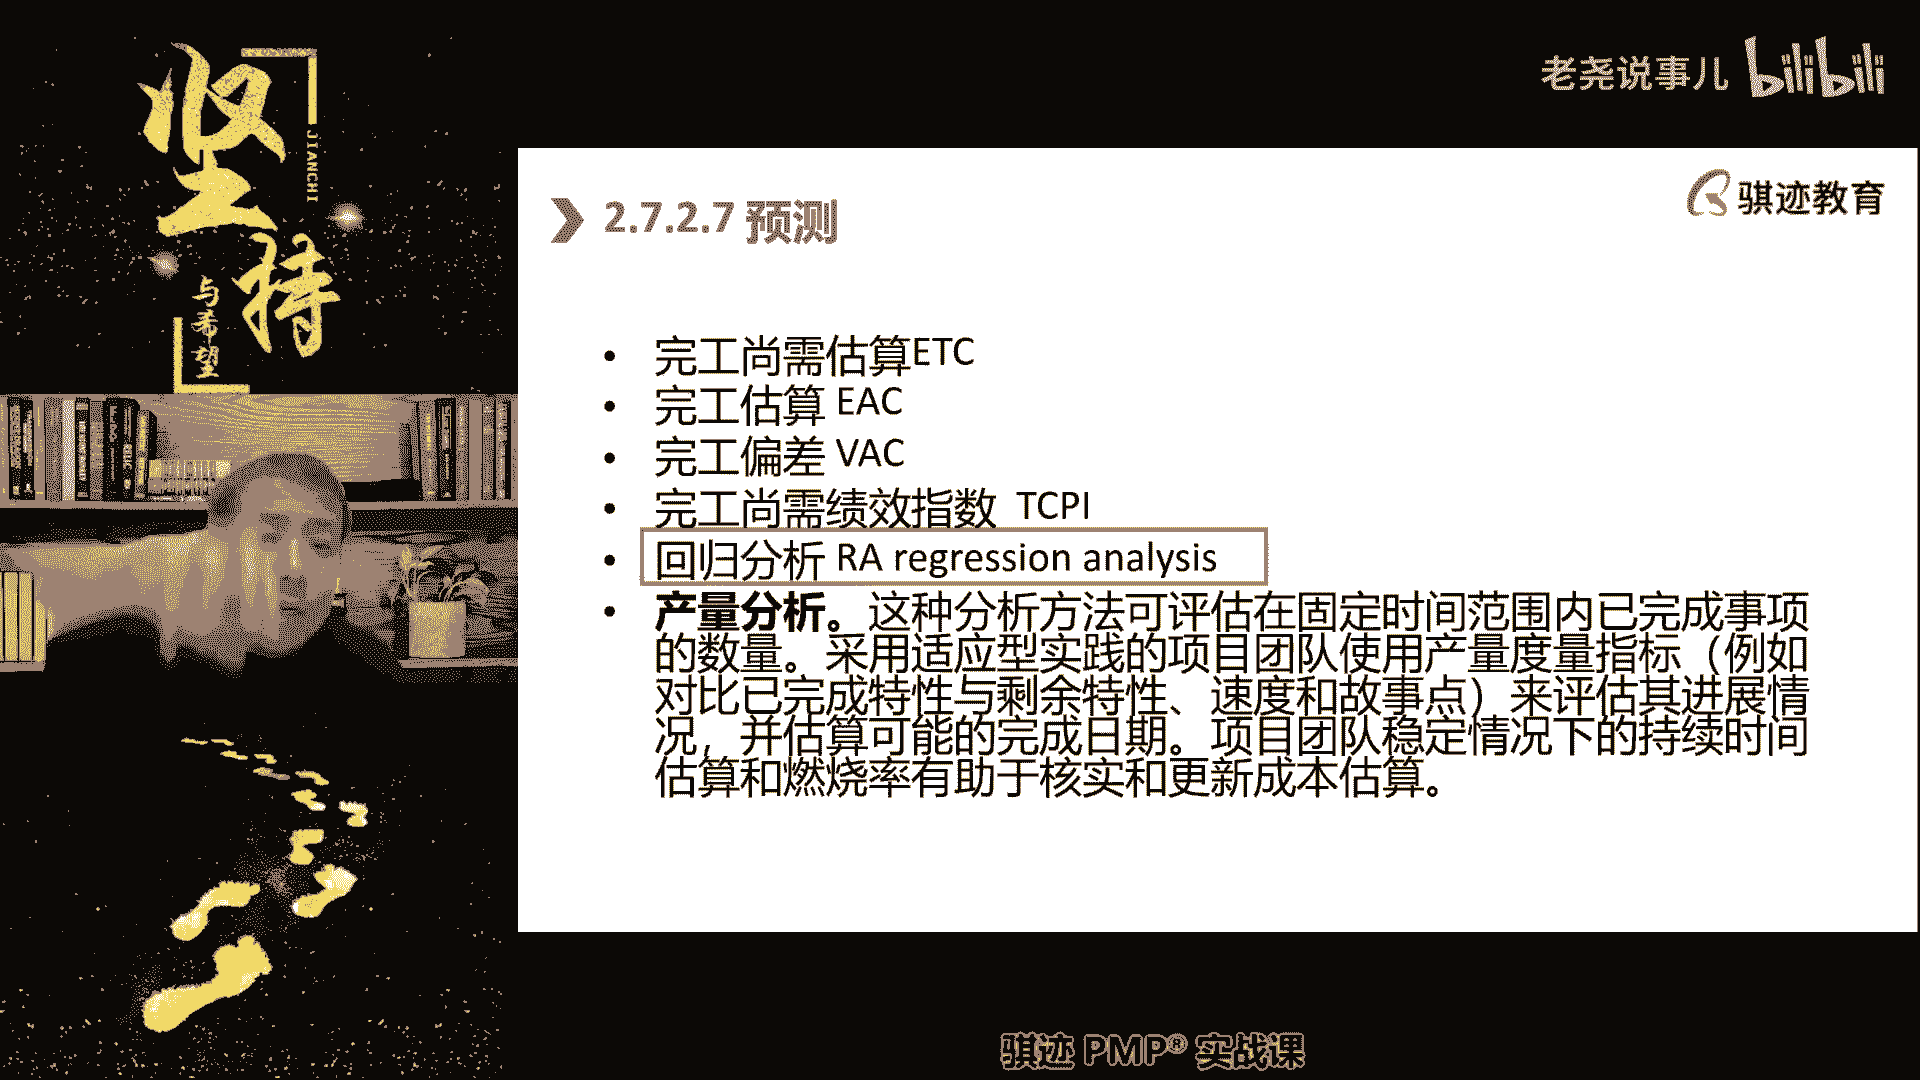 坚持
JIANCHI
与希望
老尧说事儿 bilibili
骐迹教育
2.7.2.7 预测
• 完工尚需估算ETC
• 完工估算 EAC
• 完工偏差 VAC
• 完工尚需绩效指数 TCPI
• 回归分析 RA regression analysis
• 产量分析。这种分析方法可评估在固定时间范围内已完成事项
的数量。采用适应型实践的项目团队使用产量度量指标（例如
对比已完成特性与剩余特性、速度和故事点）来评估其进展情
况，并估算可能的完成日期。项目团队稳定情况下的持续时间
估算和燃烧率有助于核实和更新成本估算。
骐迹 PMP® 实战课